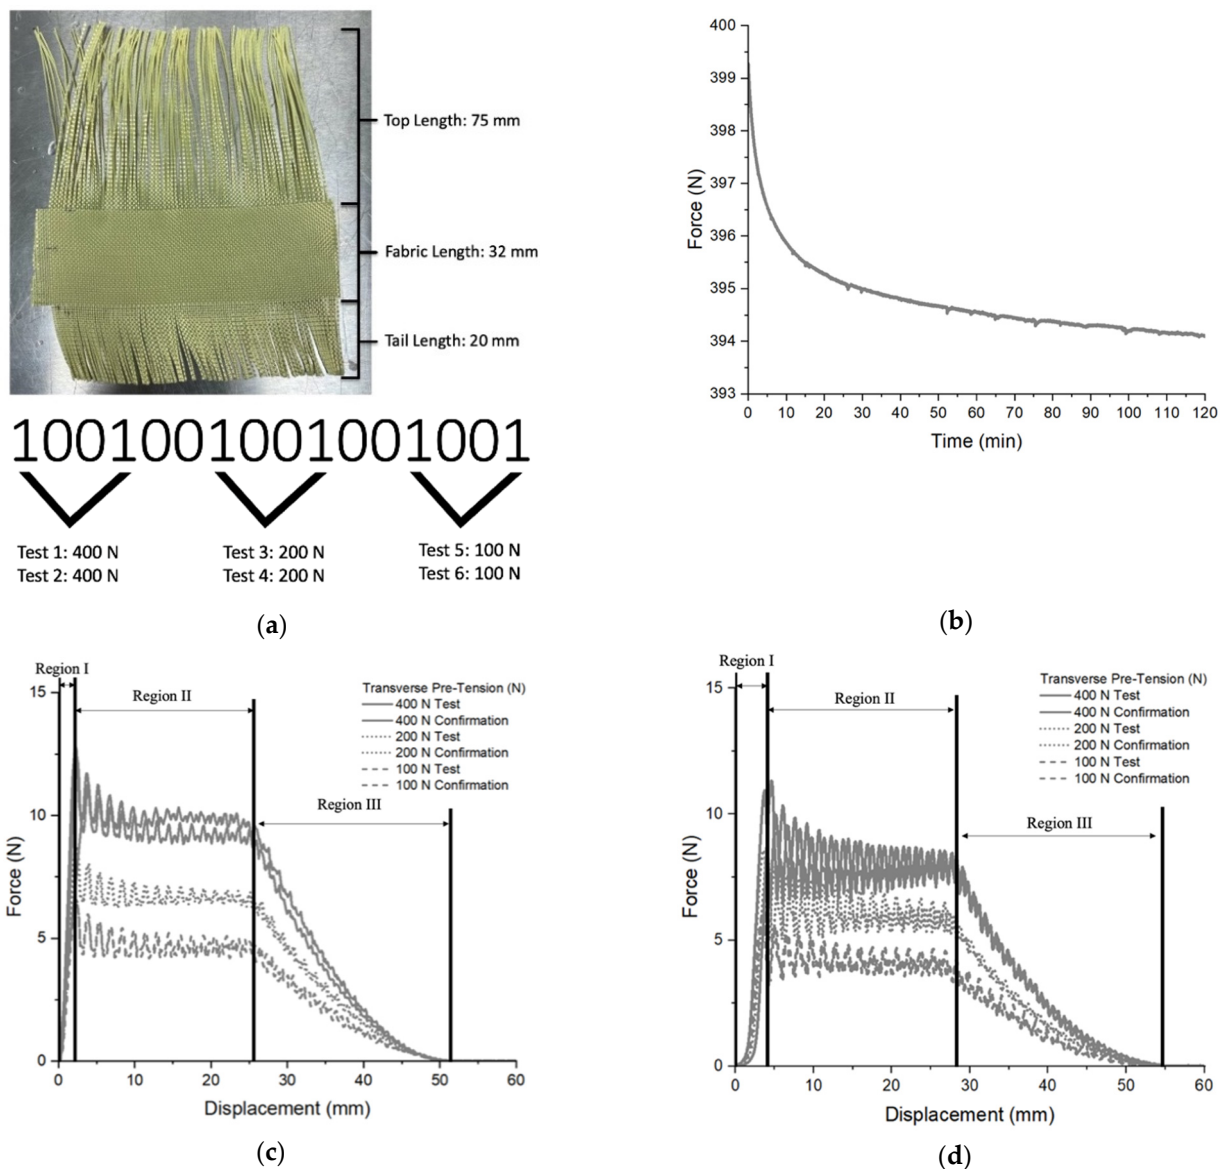 Top Length: 75 mm
Fabric Length: 32 mm
Tail Length: 20 mm
1001001001001001
Test 1: 400 N
Test 2: 400 N
Test 3: 200 N
Test 4: 200 N
Test 5: 100 N
Test 6: 100 N
(a)
400
399
398
397
396
395
394
393
Force (N)
0 10 20 30 40 50 60 70 80 90 100 110 120
Time (min)
(b)
Region I
Region II
Region III
Transverse Pre-Tension (N)
400 N Test
400 N Confirmation
200 N Test
200 N Confirmation
100 N Test
100 N Confirmation
15
10
5
0
Force (N)
0 10 20 30 40 50 60
Displacement (mm)
(c)
Region I
Region II
Region III
Transverse Pre-Tension (N)
400 N Test
400 N Confirmation
200 N Test
200 N Confirmation
100 N Test
100 N Confirmation
15
10
5
0
Force (N)
0 10 20 30 40 50 60
Displacement (mm)
(d)